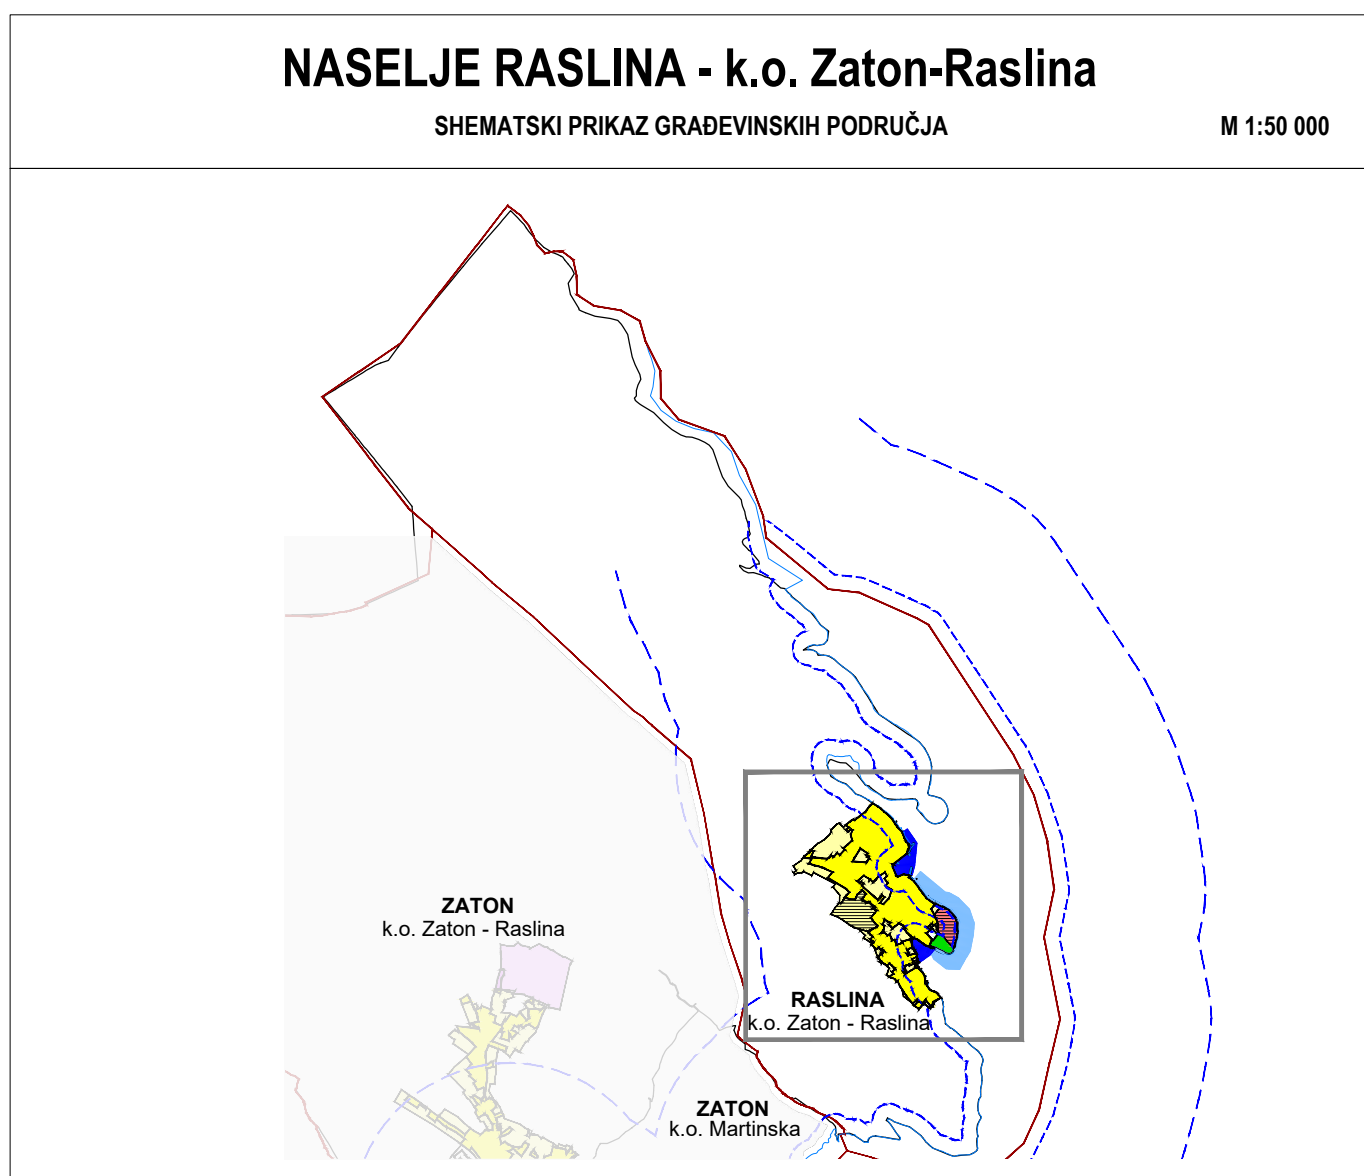 NASELJE RASLINA - k.o. Zaton-Raslina
SHEMATSKI PRIKAZ GRAĐEVINSKIH PODRUČJA
M 1:50 000
ZATON
k.o. Zaton - Raslina
RASLINA
k.o. Zaton - Raslina
ZATON
k.o. Martinska